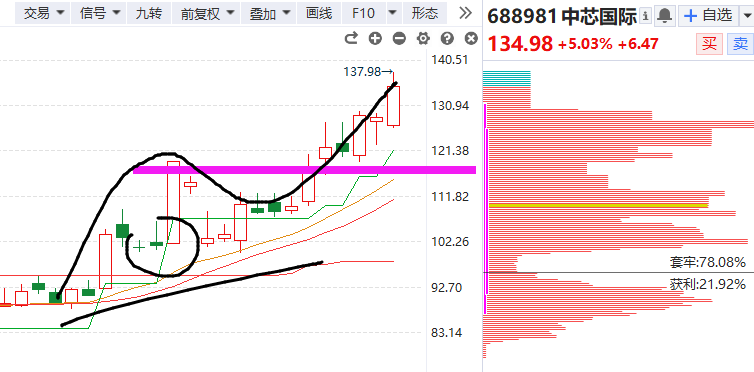 交易 信号 九转 前复权 叠加 画线 F10 形态
688981 中芯国际 自选
134.98 +5.03% +6.47 买 卖
137.98→
140.51
130.94
121.38
111.82
102.26
92.70
83.14
套牢:78.08%
获利:21.92%